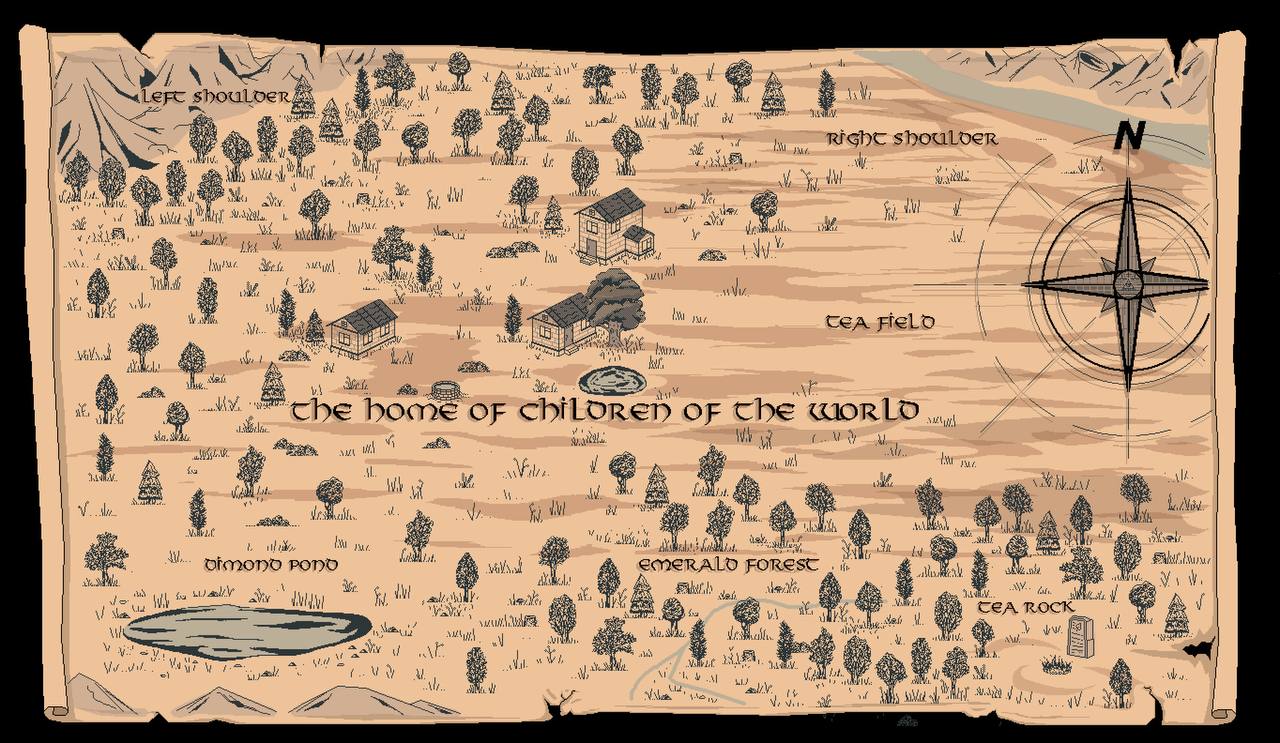 LEFT SHOULDER
N
RIGHT SHOULDER
TEA FIELD
THE HOME OF CHILDREN OF THE WORLD
DIMOND POND
EMERALD FOREST
TEA ROCK